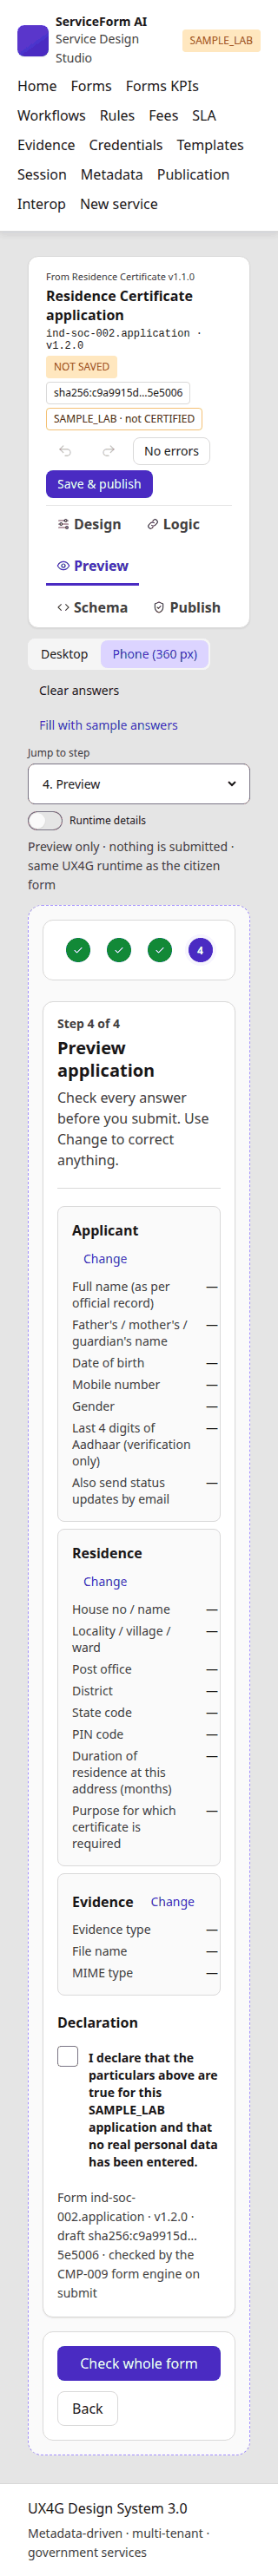 ServiceForm AI
Service Design
Studio
SAMPLE_LAB
Home Forms Forms KPIs
Workflows Rules Fees SLA
Evidence Credentials Templates
Session Metadata Publication
Interop New service
From Residence Certificate v1.1.0
Residence Certificate
application
ind-soc-002.application ·
v1.2.0
NOT SAVED
sha256:c9a9915d…5e5006
SAMPLE_LAB · not CERTIFIED
No errors
Save & publish
Design Logic
Preview
Schema Publish
Desktop Phone (360 px)
Clear answers
Fill with sample answers
Jump to step
4. Preview
Runtime details
Preview only · nothing is submitted ·
same UX4G runtime as the citizen
form
4
Step 4 of 4
Preview
application
Check every answer
before you submit. Use
Change to correct
anything.
Applicant
Change
Full name (as per —
official record)
Father's / mother's / —
guardian's name
Date of birth —
Mobile number —
Gender —
Last 4 digits of —
Aadhaar (verification
only)
Also send status —
updates by email
Residence
Change
House no / name —
Locality / village / —
ward
Post office —
District —
State code —
PIN code —
Duration of —
residence at this
address (months)
Purpose for which —
certificate is
required
Evidence Change
Evidence type —
File name —
MIME type —
Declaration
I declare that the
particulars above are
true for this
SAMPLE_LAB
application and that
no real personal data
has been entered.
Form ind-soc-
002.application · v1.2.0 ·
draft sha256:c9a9915d…
5e5006 · checked by the
CMP-009 form engine on
submit
Check whole form
Back
UX4G Design System 3.0
Metadata-driven · multi-tenant ·
government services